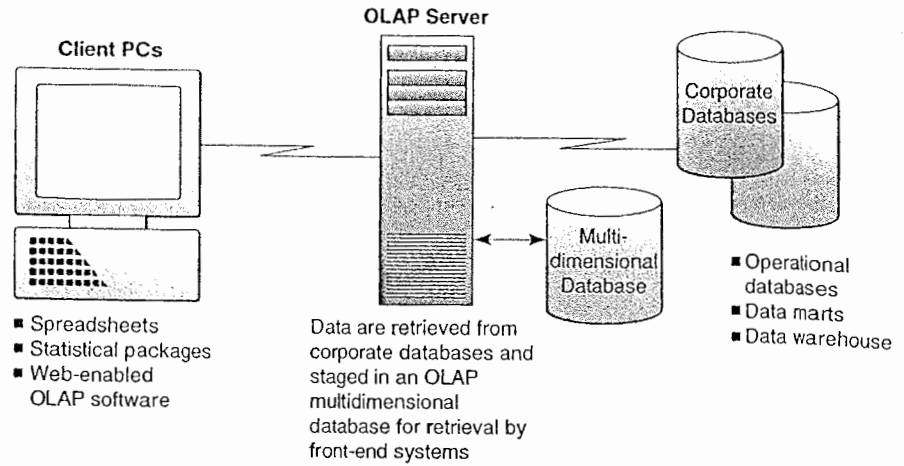 OLAP Server
Client PCs
Corporate
Databases
Multi-
dimensional
Database
■ Spreadsheets
■ Statistical packages
■ Web-enabled
OLAP software
Data are retrieved from
corporate databases and
staged in an OLAP
multidimensional
database for retrieval by
front-end systems
■ Operational
databases
■ Data marts
■ Data warehouse